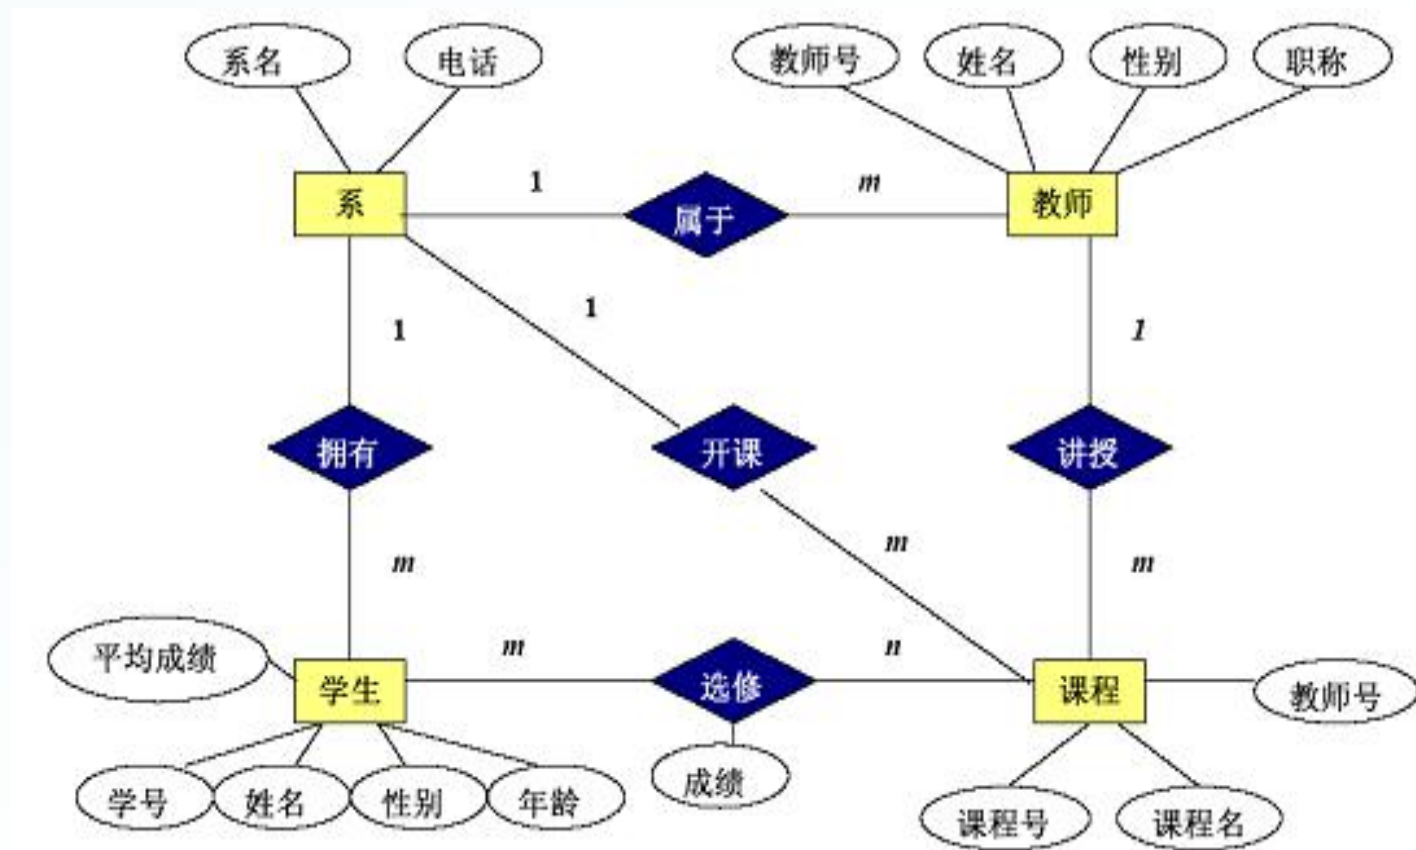 系名 电话 教师号 姓名 性别 职称
系 1 属于 m 教师
1 1 1
拥有 开课 讲授
m m m
平均成绩 学生 m 选修 n 课程 教师号
学号 姓名 性别 年龄 成绩 课程号 课程名